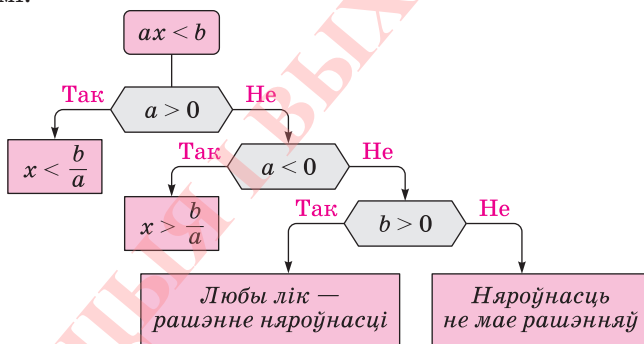 ax < b
Так
a > 0
Не
x < b/a
Так
a < 0
Не
x > b/a
Так
b > 0
Не
Любы лік —
рашэнне няроўнасці
Няроўнасць
не мае рашэнняў